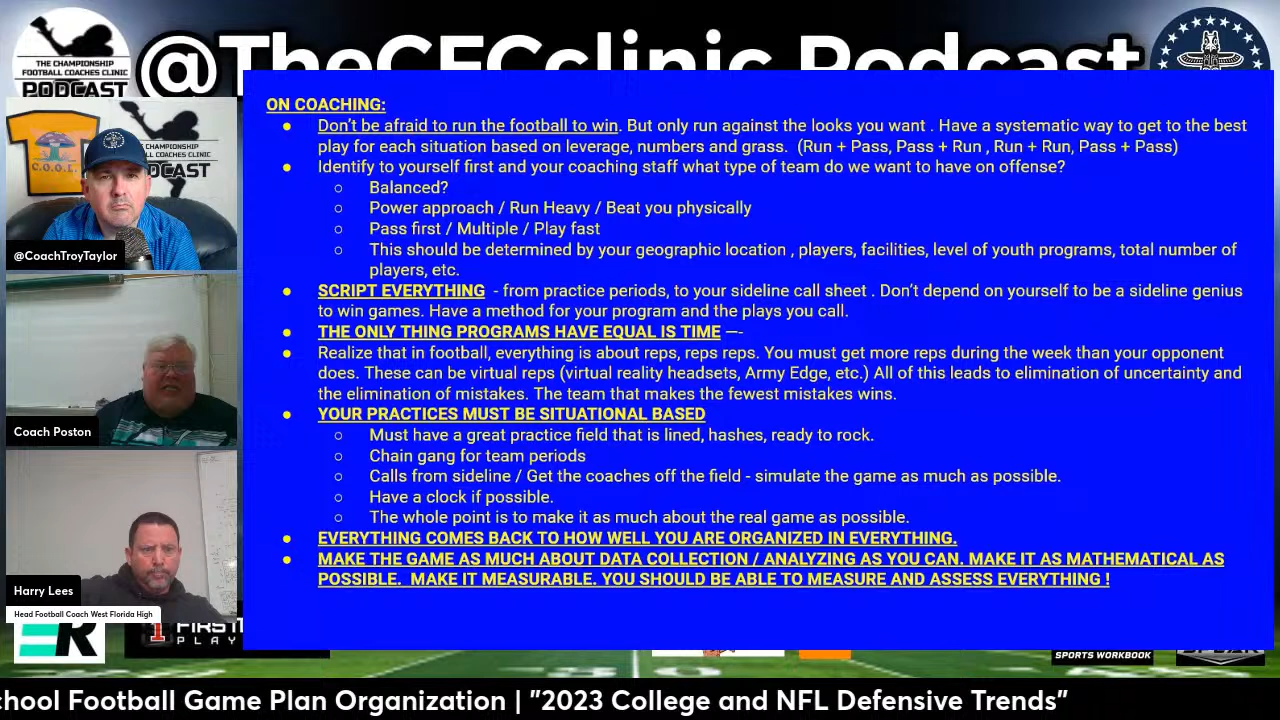 @TheCFCclinic Podcast
THE CHAMPIONSHIP
FOOTBALL COACHES CLINIC
PODCAST
C.O.O.L.
@CoachTroyTaylor
Coach Poston
Harry Lees
Head Football Coach West Florida High
ON COACHING:
● Don't be afraid to run the football to win. But only run against the looks you want . Have a systematic way to get to the best
play for each situation based on leverage, numbers and grass. (Run + Pass, Pass + Run , Run + Run, Pass + Pass)
● Identify to yourself first and your coaching staff what type of team do we want to have on offense?
○ Balanced?
○ Power approach / Run Heavy / Beat you physically
○ Pass first / Multiple / Play fast
○ This should be determined by your geographic location , players, facilities, level of youth programs, total number of
players, etc.
● SCRIPT EVERYTHING - from practice periods, to your sideline call sheet . Don't depend on yourself to be a sideline genius
to win games. Have a method for your program and the plays you call.
● THE ONLY THING PROGRAMS HAVE EQUAL IS TIME —-
● Realize that in football, everything is about reps, reps reps. You must get more reps during the week than your opponent
does. These can be virtual reps (virtual reality headsets, Army Edge, etc.) All of this leads to elimination of uncertainty and
the elimination of mistakes. The team that makes the fewest mistakes wins.
● YOUR PRACTICES MUST BE SITUATIONAL BASED
○ Must have a great practice field that is lined, hashes, ready to rock.
○ Chain gang for team periods
○ Calls from sideline / Get the coaches off the field - simulate the game as much as possible.
○ Have a clock if possible.
○ The whole point is to make it as much about the real game as possible.
● EVERYTHING COMES BACK TO HOW WELL YOU ARE ORGANIZED IN EVERYTHING.
● MAKE THE GAME AS MUCH ABOUT DATA COLLECTION / ANALYZING AS YOU CAN. MAKE IT AS MATHEMATICAL AS
POSSIBLE. MAKE IT MEASURABLE. YOU SHOULD BE ABLE TO MEASURE AND ASSESS EVERYTHING !
SPORTS WORKBOOK
chool Football Game Plan Organization | "2023 College and NFL Defensive Trends"